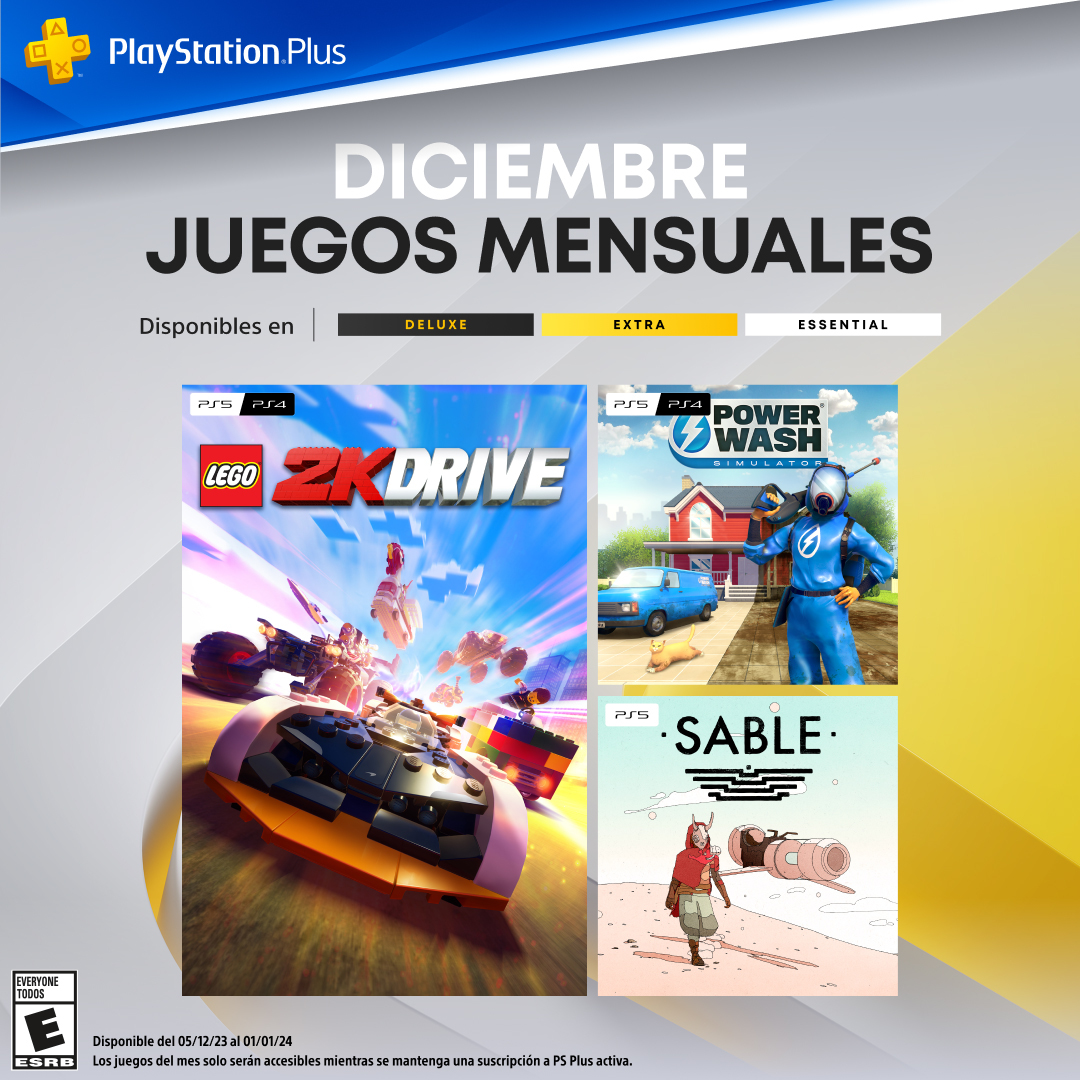 PlayStation®Plus
DICIEMBRE
JUEGOS MENSUALES
Disponibles en
DELUXE
EXTRA
ESSENTIAL
PS5 PS4
LEGO 2KDRIVE
PS5 PS4
POWER
WASH
SIMULATOR
PS5
·SABLE·
EVERYONE
TODOS
E
ESRB
Disponible del 05/12/23 al 01/01/24
Los juegos del mes solo serán accesibles mientras se mantenga una suscripción a PS Plus activa.